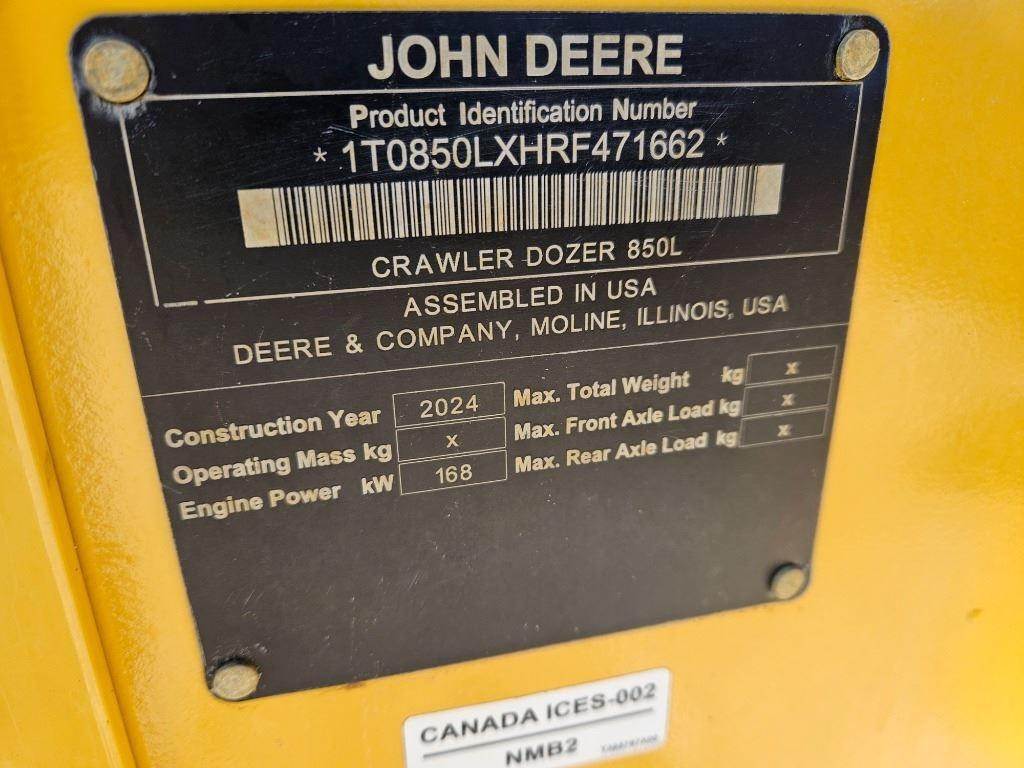 JOHN DEERE
Product Identification Number
* 1T0850LXHRF471662 *
CRAWLER DOZER 850L
ASSEMBLED IN USA
DEERE & COMPANY, MOLINE, ILLINOIS, USA
Construction Year 2024
Operating Mass kg x
Engine Power kW 168
Max. Total Weight kg x
Max. Front Axle Load kg x
Max. Rear Axle Load kg x
CANADA ICES-002
NMB2